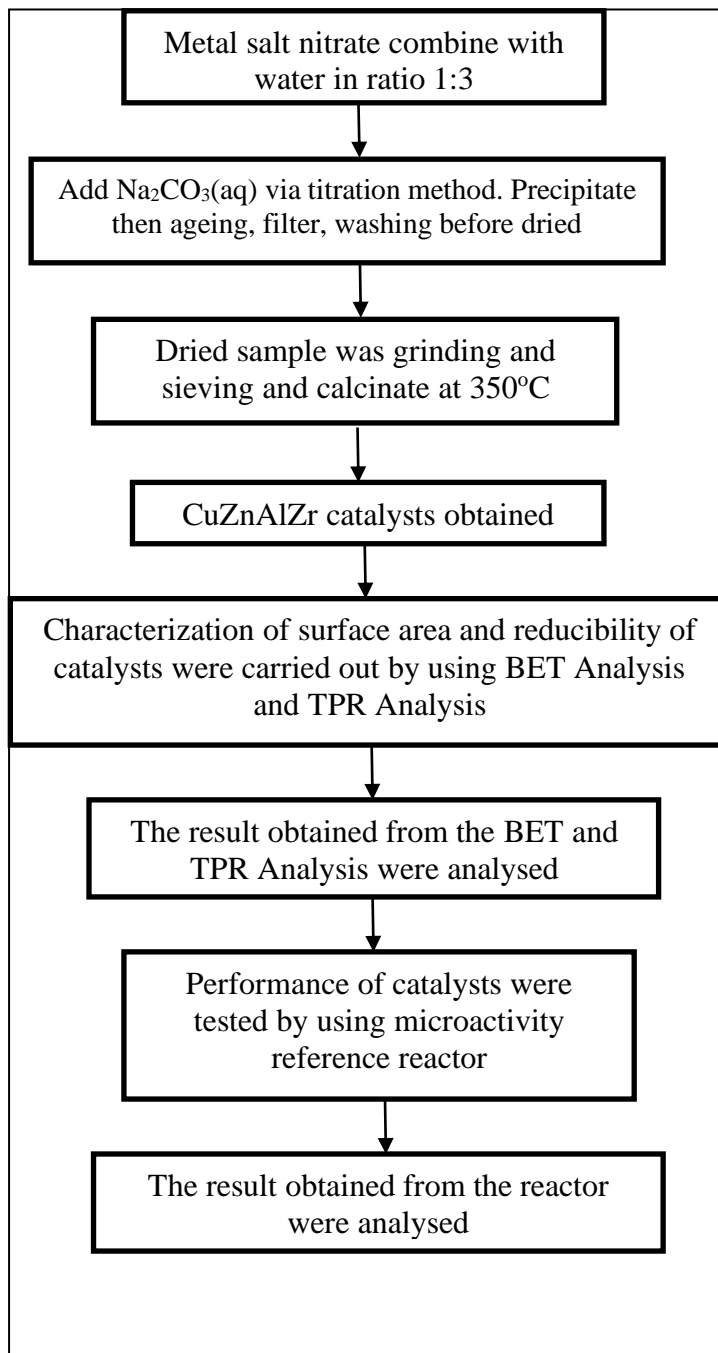 Metal salt nitrate combine with
water in ratio 1:3
Add Na₂CO₃(aq) via titration method. Precipitate
then ageing, filter, washing before dried
Dried sample was grinding and
sieving and calcinate at 350ºC
CuZnAlZr catalysts obtained
Characterization of surface area and reducibility of
catalysts were carried out by using BET Analysis
and TPR Analysis
The result obtained from the BET and
TPR Analysis were analysed
Performance of catalysts were
tested by using microactivity
reference reactor
The result obtained from the reactor
were analysed